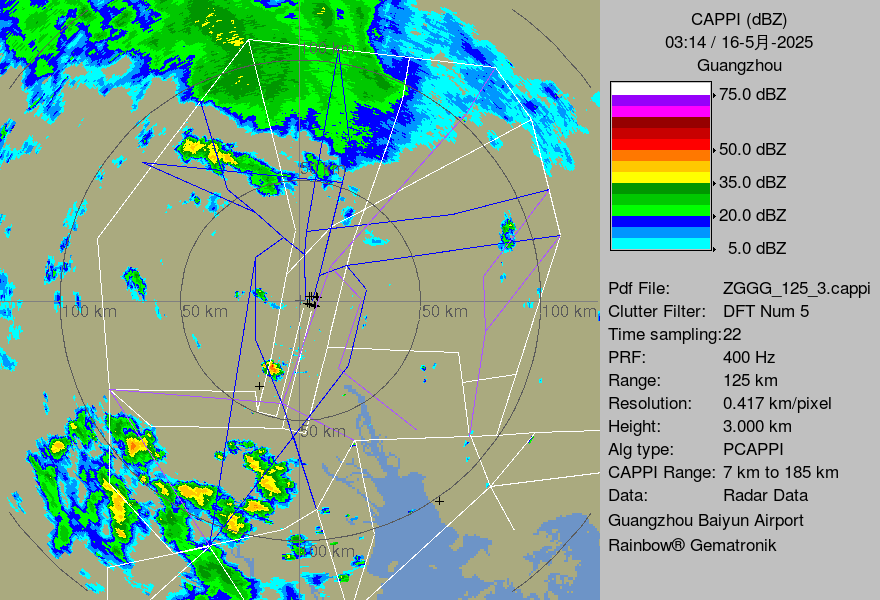 CAPPI (dBZ)
03:14 / 16-5月-2025
Guangzhou
75.0 dBZ
50.0 dBZ
35.0 dBZ
20.0 dBZ
5.0 dBZ
Pdf File: ZGGG_125_3.cappi
Clutter Filter: DFT Num 5
Time sampling:22
PRF: 400 Hz
Range: 125 km
Resolution: 0.417 km/pixel
Height: 3.000 km
Alg type: PCAPPI
CAPPI Range: 7 km to 185 km
Data: Radar Data
Guangzhou Baiyun Airport
Rainbow® Gematronik
100 km
50 km
100 km
50 km
50 km
100 km
50 km
100 km